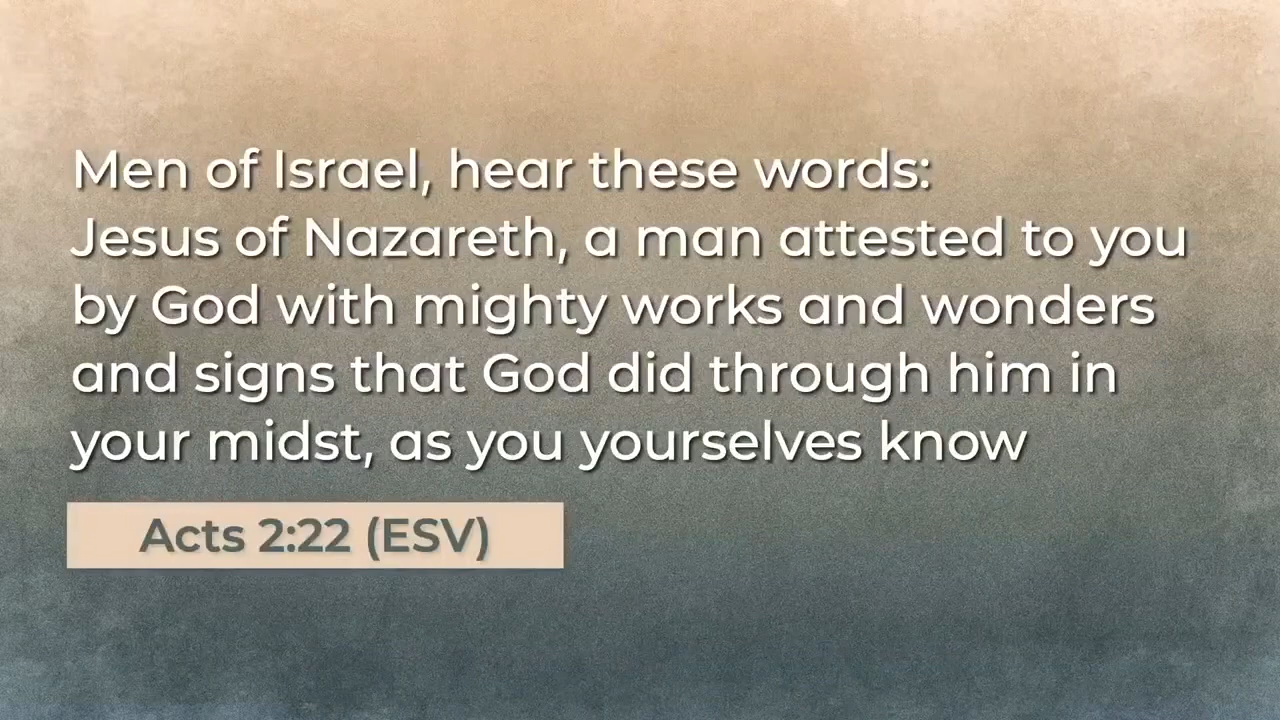 Men of Israel, hear these words:
Jesus of Nazareth, a man attested to you
by God with mighty works and wonders
and signs that God did through him in
your midst, as you yourselves know
Acts 2:22 (ESV)